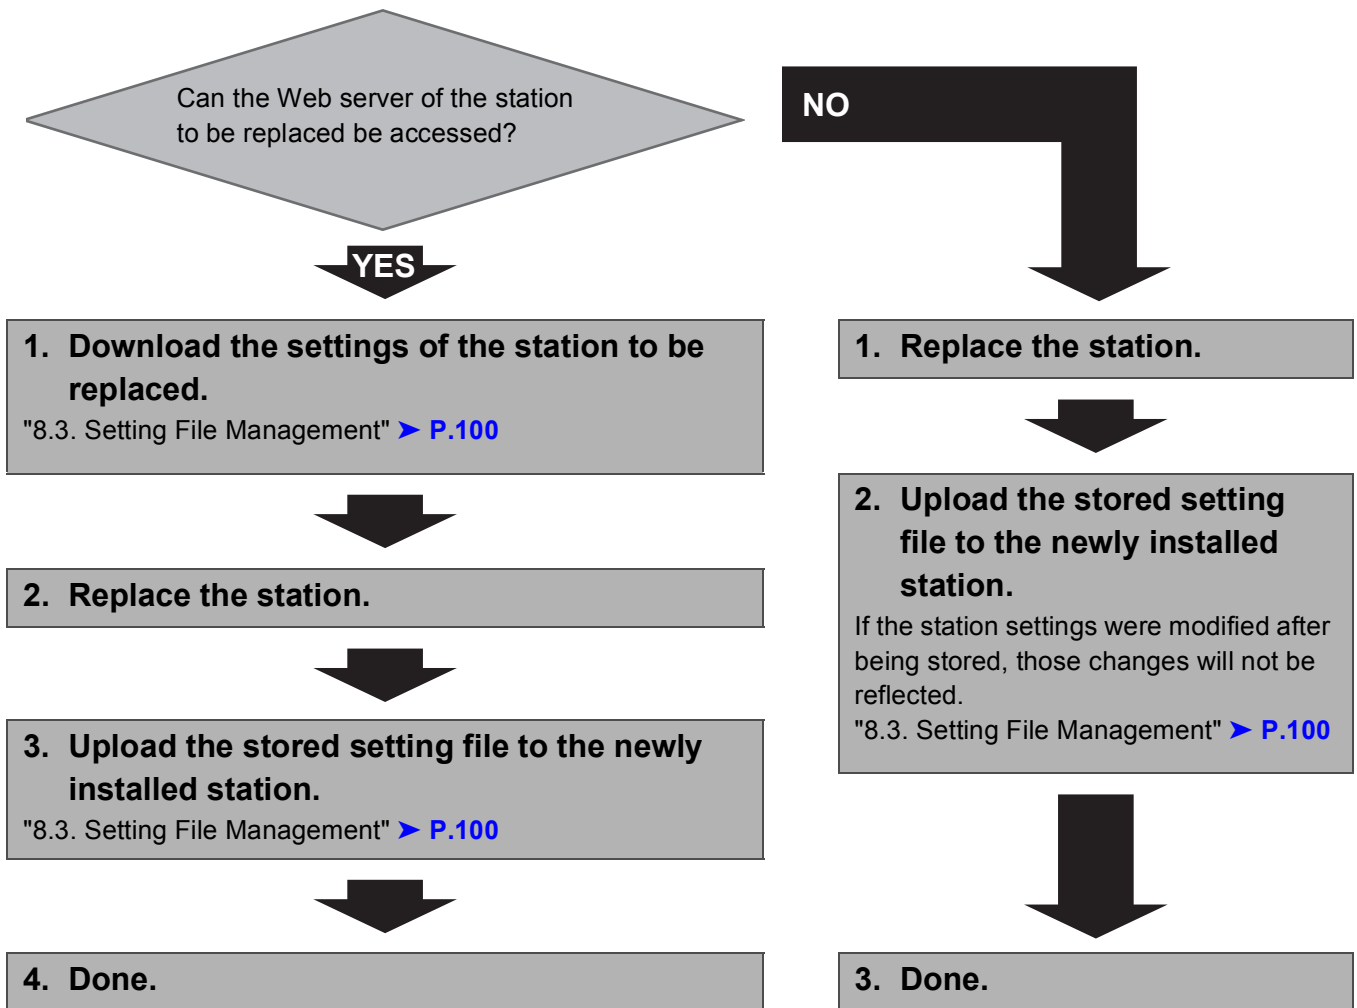 Can the Web server of the station
to be replaced be accessed?
NO
YES
1. Download the settings of the station to be
replaced.
"8.3. Setting File Management" ➤ P.100
2. Replace the station.
3. Upload the stored setting file to the newly
installed station.
"8.3. Setting File Management" ➤ P.100
4. Done.
1. Replace the station.
2. Upload the stored setting
file to the newly installed
station.
If the station settings were modified after
being stored, those changes will not be
reflected.
"8.3. Setting File Management" ➤ P.100
3. Done.